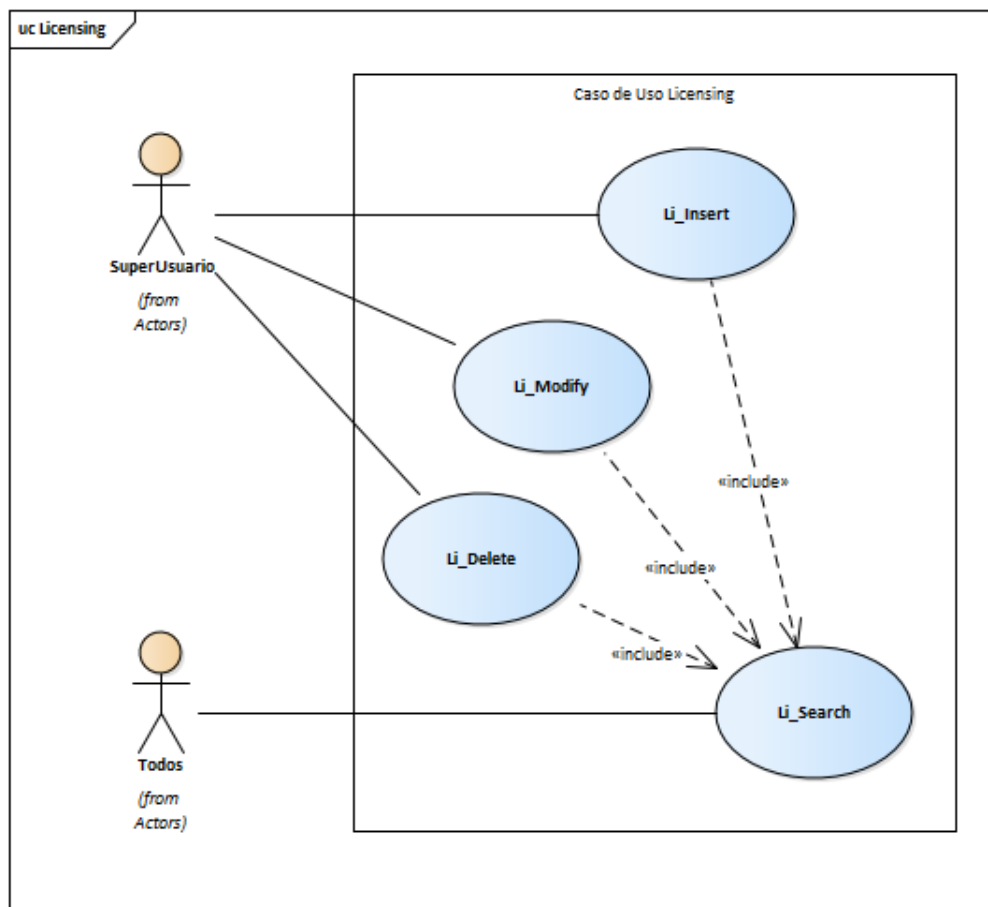 uc Licensing
Caso de Uso Licensing
Li_Insert
SuperUsuario
(from
Actors)
Li_Modify
«include»
Li_Delete
«include»
«include»
Li_Search
Todos
(from
Actors)